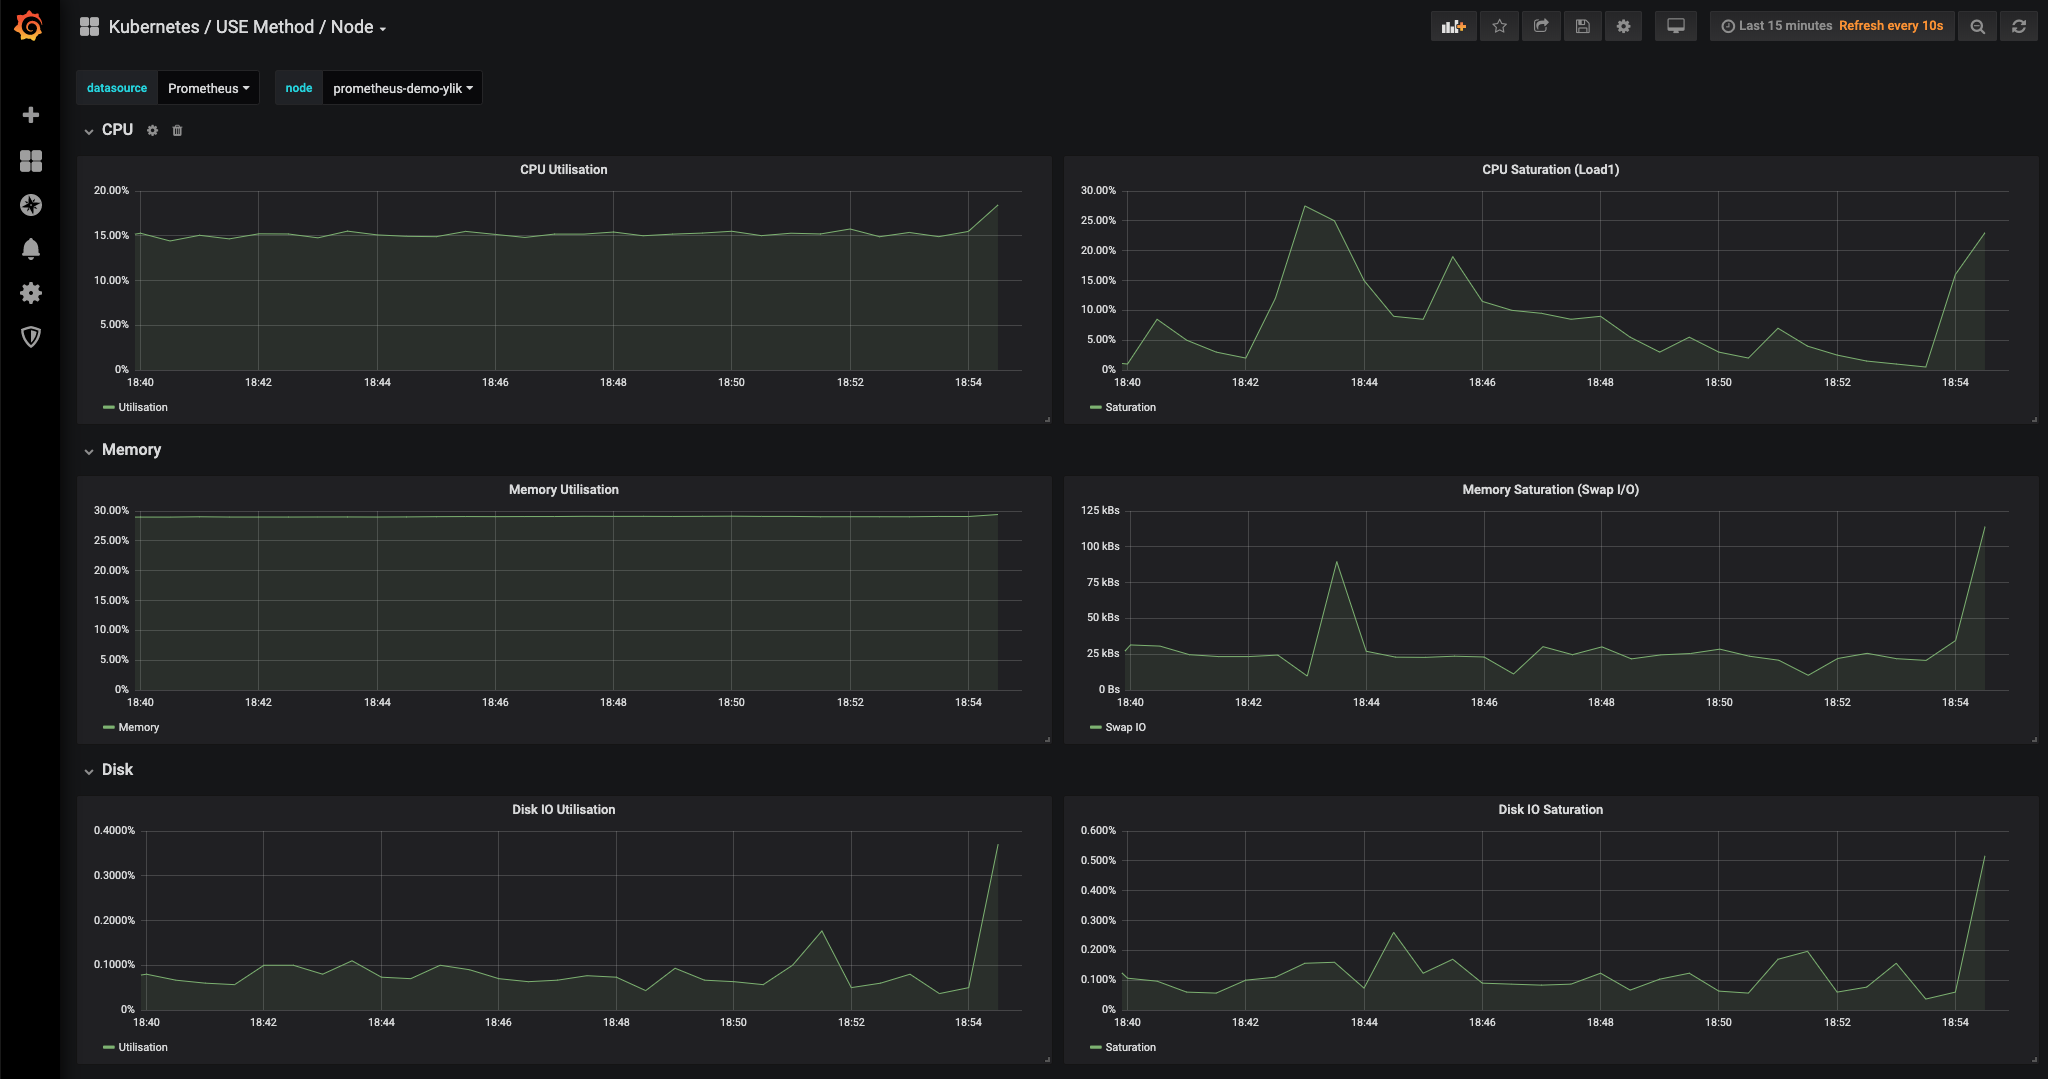 Kubernetes / USE Method / Node
Last 15 minutes Refresh every 10s
datasource Prometheus node prometheus-demo-ylik
CPU
CPU Utilisation
20.00%
15.00%
10.00%
5.00%
0%
18:40 18:42 18:44 18:46 18:48 18:50 18:52 18:54
Utilisation
CPU Saturation (Load1)
30.00%
25.00%
20.00%
15.00%
10.00%
5.00%
0%
18:40 18:42 18:44 18:46 18:48 18:50 18:52 18:54
Saturation
Memory
Memory Utilisation
30.00%
25.00%
20.00%
15.00%
10.00%
5.00%
0%
18:40 18:42 18:44 18:46 18:48 18:50 18:52 18:54
Memory
Memory Saturation (Swap I/O)
125 kBs
100 kBs
75 kBs
50 kBs
25 kBs
0 Bs
18:40 18:42 18:44 18:46 18:48 18:50 18:52 18:54
Swap IO
Disk
Disk IO Utilisation
0.4000%
0.3000%
0.2000%
0.1000%
0%
18:40 18:42 18:44 18:46 18:48 18:50 18:52 18:54
Utilisation
Disk IO Saturation
0.600%
0.500%
0.400%
0.300%
0.200%
0.100%
0%
18:40 18:42 18:44 18:46 18:48 18:50 18:52 18:54
Saturation